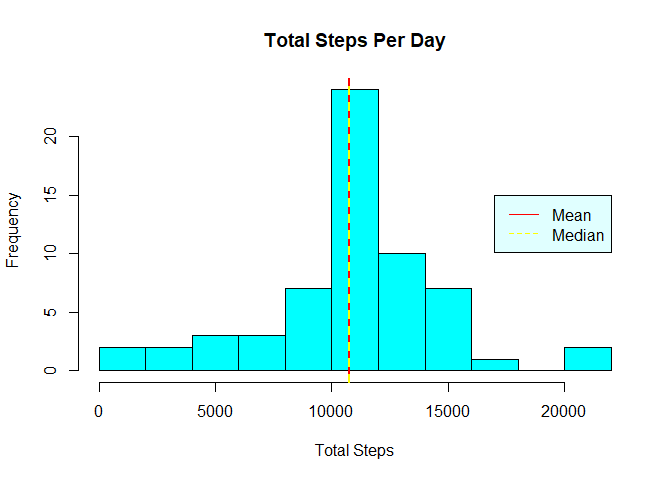 Total Steps Per Day
Frequency
20
15
10
5
0
Mean
Median
0 5000 10000 15000 20000
Total Steps